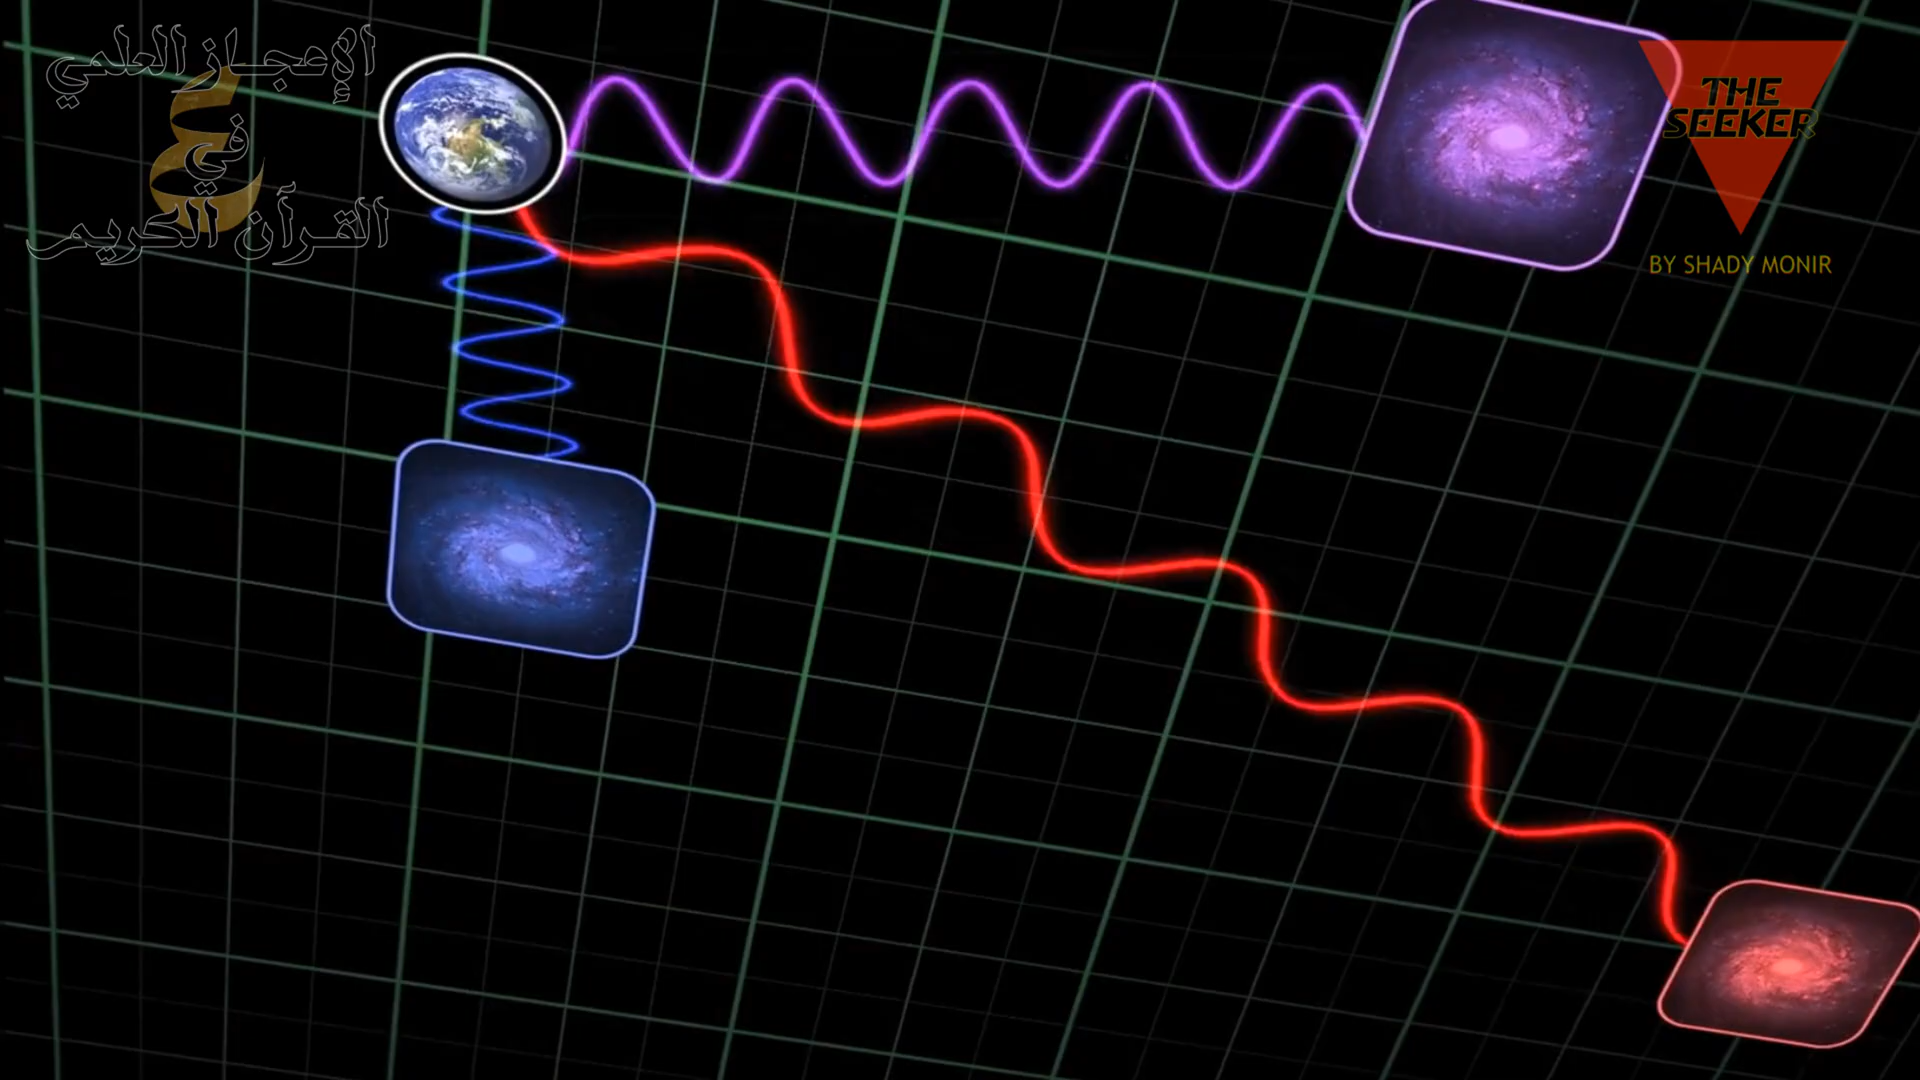 الإعجاز العلمي
في
القرآن الكريم
THE
SEEKER
BY SHADY MONIR